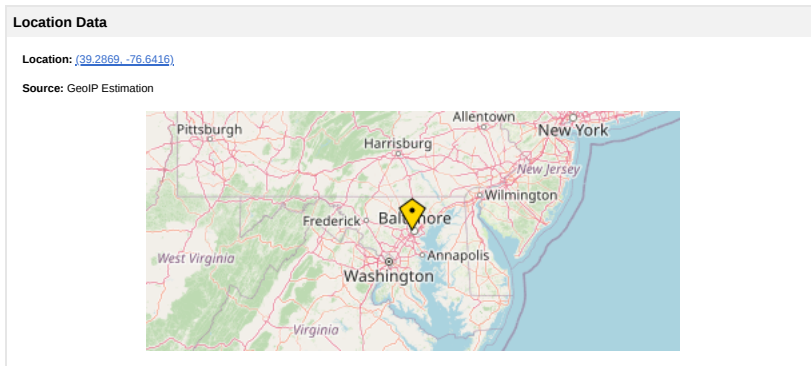 Location Data
Location: (39.2869, -76.6416)
Source: GeoIP Estimation
Allentown
Pittsburgh
New York
Harrisburg
New Jersey
Wilmington
Frederick
Baltimore
West Virginia
Annapolis
Washington
Virginia